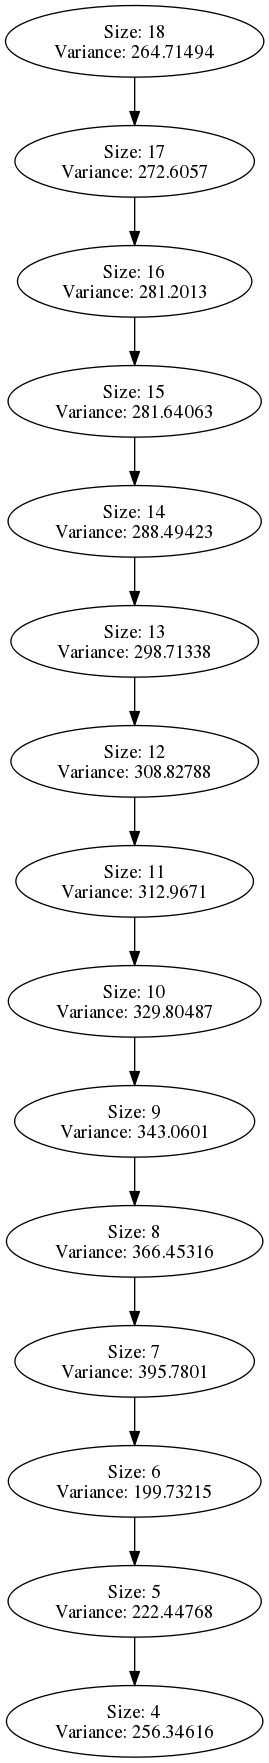 Size: 18
Variance: 264.71494
Size: 17
Variance: 272.6057
Size: 16
Variance: 281.2013
Size: 15
Variance: 281.64063
Size: 14
Variance: 288.49423
Size: 13
Variance: 298.71338
Size: 12
Variance: 308.82788
Size: 11
Variance: 312.9671
Size: 10
Variance: 329.80487
Size: 9
Variance: 343.0601
Size: 8
Variance: 366.45316
Size: 7
Variance: 395.7801
Size: 6
Variance: 199.73215
Size: 5
Variance: 222.44768
Size: 4
Variance: 256.34616